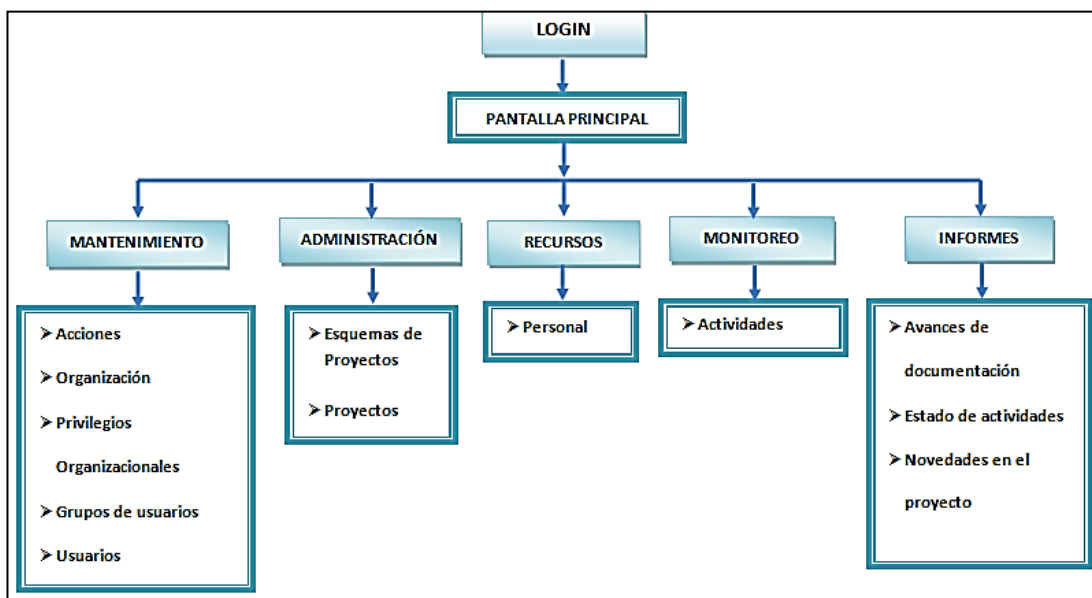 LOGIN
PANTALLA PRINCIPAL
MANTENIMIENTO
ADMINISTRACIÓN
RECURSOS
MONITOREO
INFORMES
➢ Acciones
➢ Organización
➢ Privilegios
Organizacionales
➢ Grupos de usuarios
➢ Usuarios
➢ Esquemas de
Proyectos
➢ Proyectos
➢ Personal
➢ Actividades
➢ Avances de
documentación
➢ Estado de actividades
➢ Novedades en el
proyecto